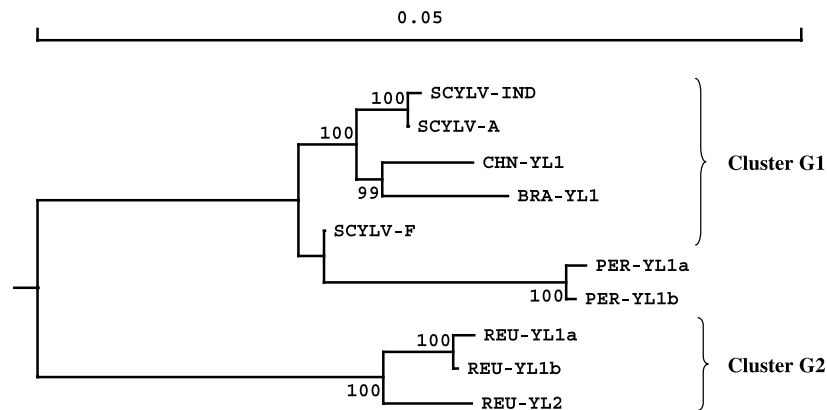 0.05
100 SCYLV-IND
SCYLV-A
100
CHN-YL1
Cluster G1
99
BRA-YL1
SCYLV-F
PER-YL1a
100
PER-YL1b
REU-YL1a
100
REU-YL1b
Cluster G2
100
REU-YL2